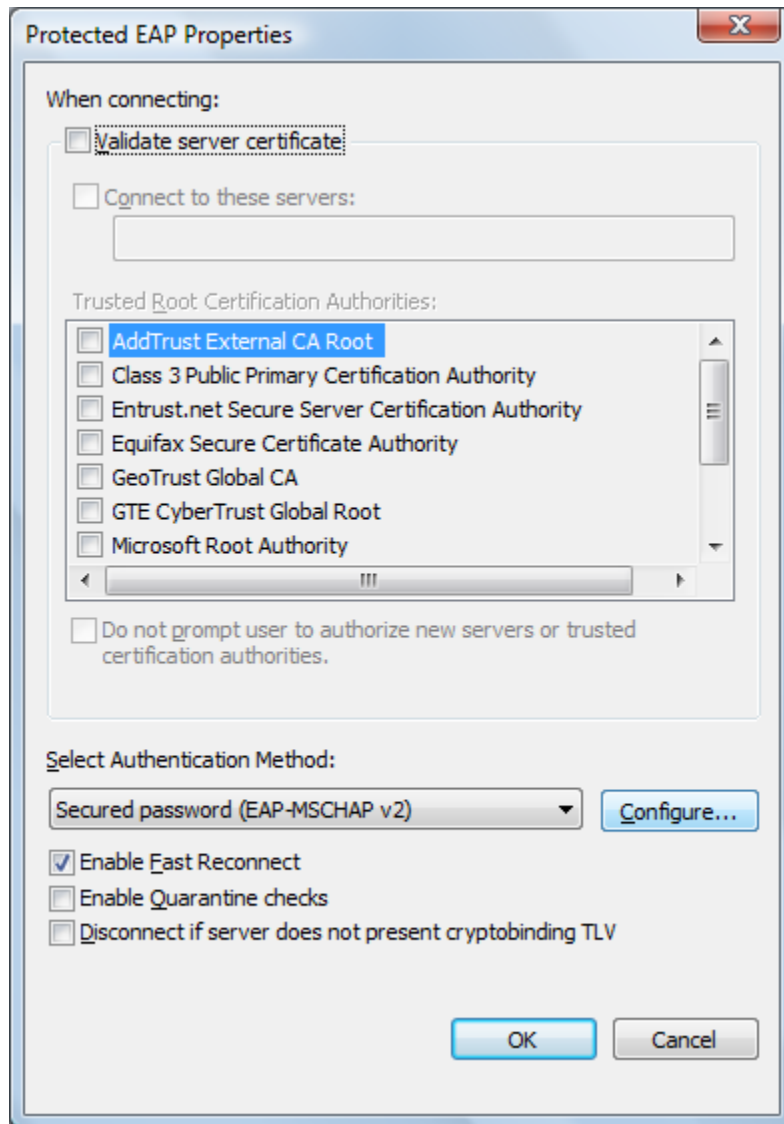 Protected EAP Properties
When connecting:
Validate server certificate
Connect to these servers:
Trusted Root Certification Authorities:
AddTrust External CA Root
Class 3 Public Primary Certification Authority
Entrust.net Secure Server Certification Authority
Equifax Secure Certificate Authority
GeoTrust Global CA
GTE CyberTrust Global Root
Microsoft Root Authority
Do not prompt user to authorize new servers or trusted
certification authorities.
Select Authentication Method:
Secured password (EAP-MSCHAP v2) Configure...
Enable Fast Reconnect
Enable Quarantine checks
Disconnect if server does not present cryptobinding TLV
OK Cancel